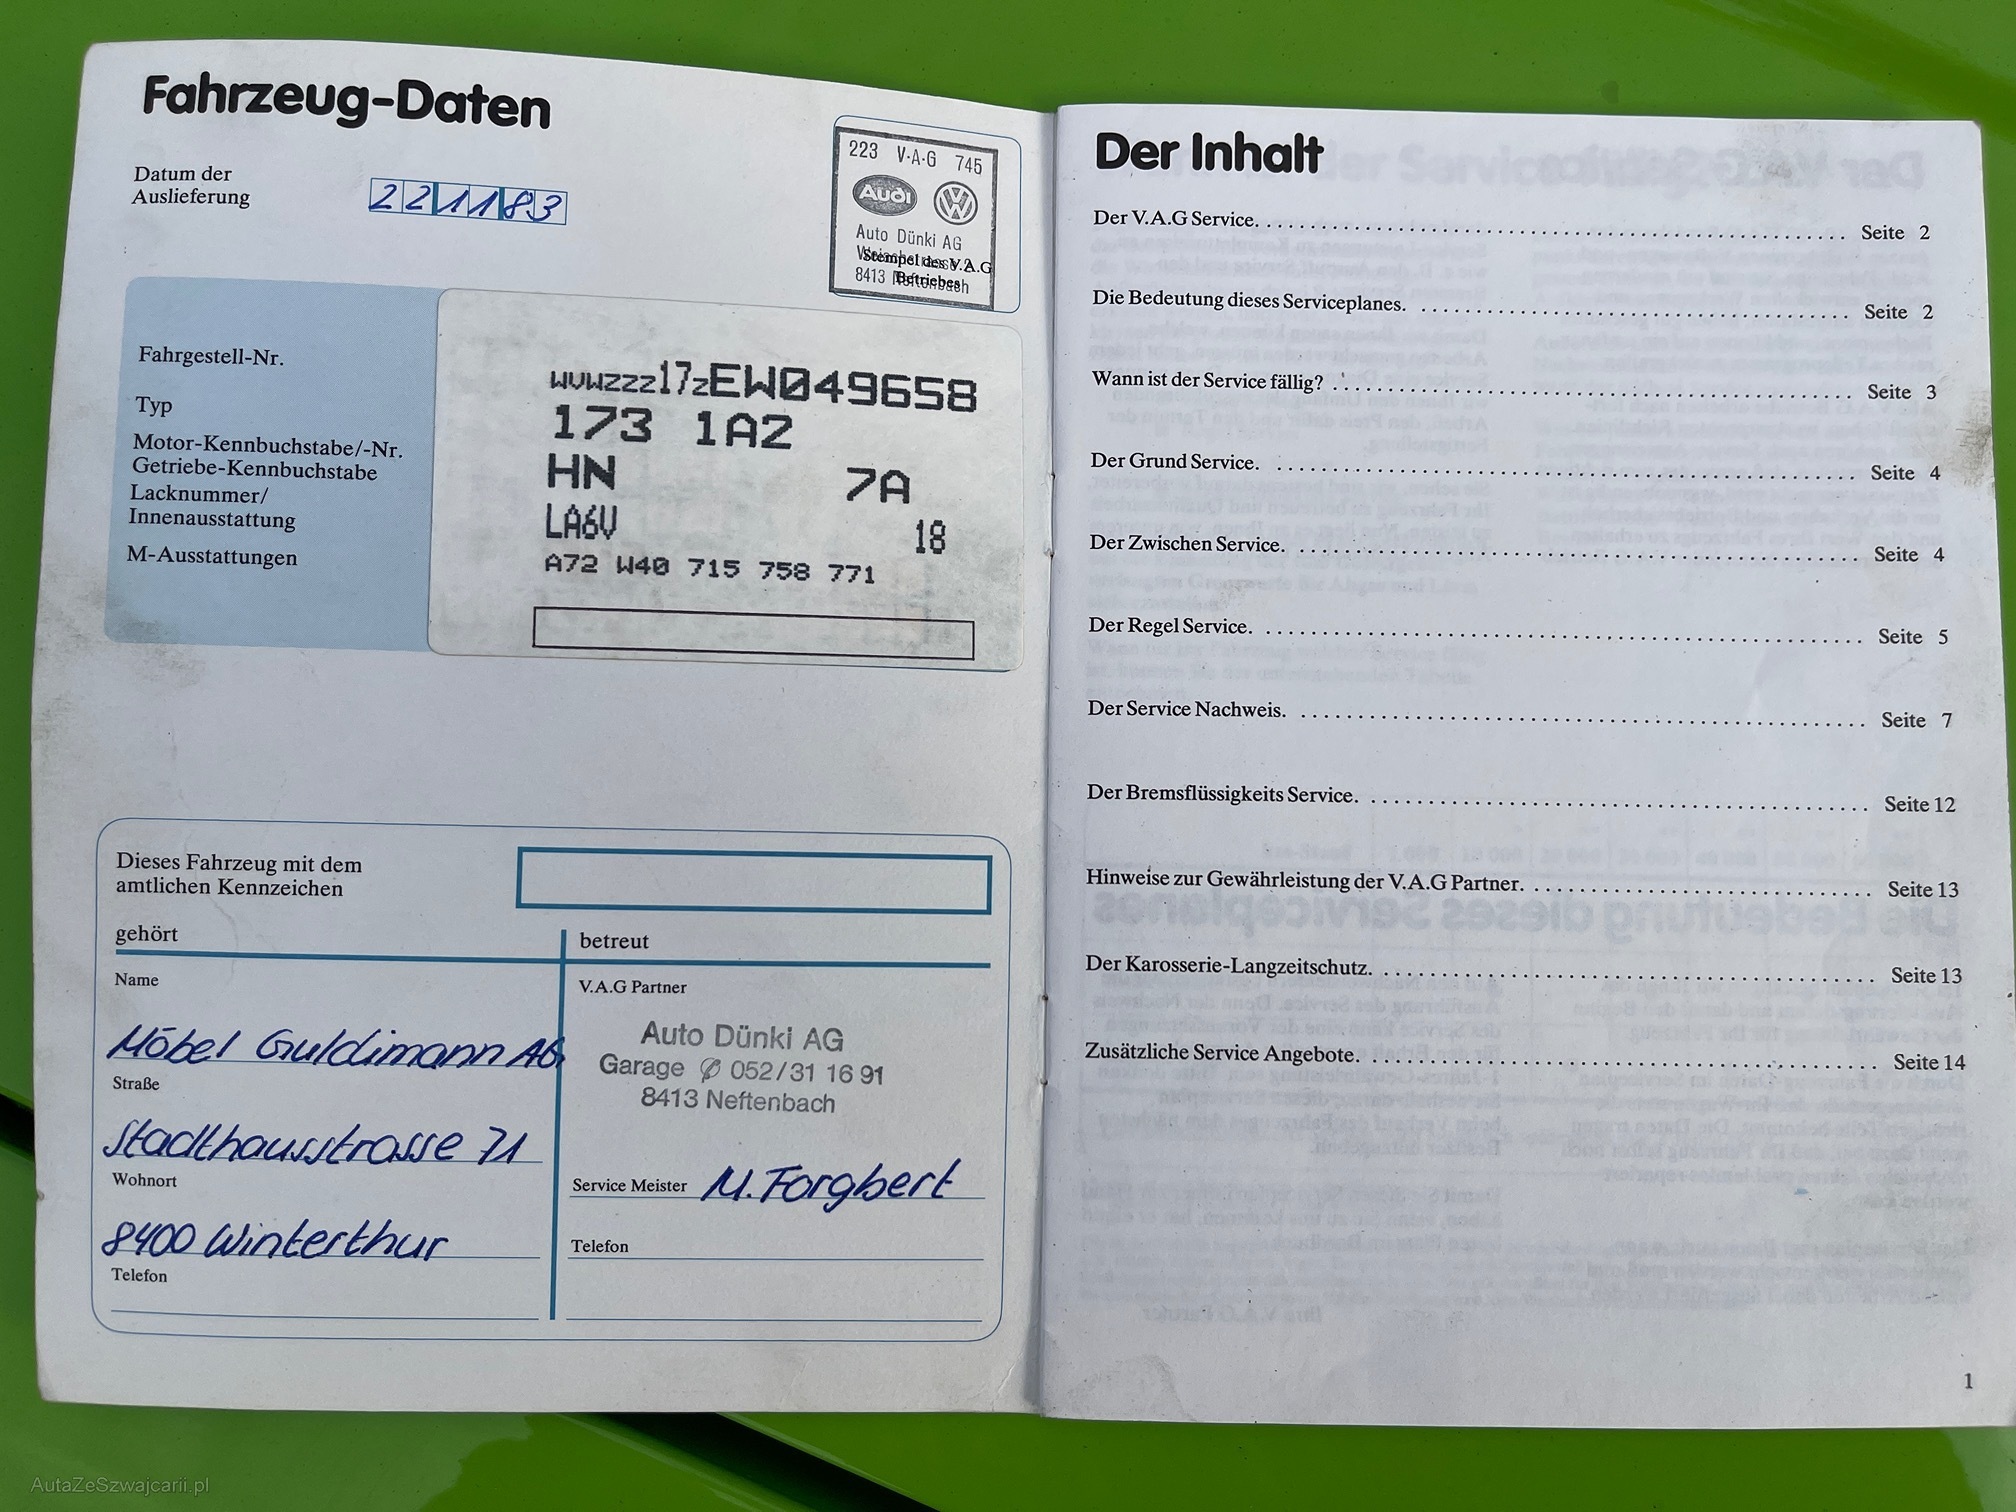 Fahrzeug-Daten
Datum der
Auslieferung
221183
223 V·A·G 745
Audi
Auto Dünki AG
Stempel des V.A.G
8413 Neftenbach
Betriebes
Fahrgestell-Nr.
WVWZZZ17ZEW049658
Typ
173 1A2
Motor-Kennbuchstabe/-Nr.
Getriebe-Kennbuchstabe
HN 7A
Lacknummer/
Innenausstattung
LA6V 18
M-Ausstattungen
A72 W40 715 758 771
Dieses Fahrzeug mit dem
amtlichen Kennzeichen
gehört
betreut
Name
Möbel Guldimann AG
Straße
Stadthausstrasse 71
Wohnort
8400 Winterthur
Telefon
V.A.G Partner
Auto Dünki AG
Garage ✆ 052/31 16 91
8413 Neftenbach
Service Meister M. Forgbert
Telefon
Der Inhalt
Der V.A.G Service. Seite 2
Die Bedeutung dieses Serviceplanes. Seite 2
Wann ist der Service fällig? Seite 3
Der Grund Service. Seite 4
Der Zwischen Service. Seite 4
Der Regel Service. Seite 5
Der Service Nachweis. Seite 7
Der Bremsflüssigkeits Service. Seite 12
Hinweise zur Gewährleistung der V.A.G Partner. Seite 13
Der Karosserie-Langzeitschutz. Seite 13
Zusätzliche Service Angebote. Seite 14
1
AutaZeSzwajcarii.pl